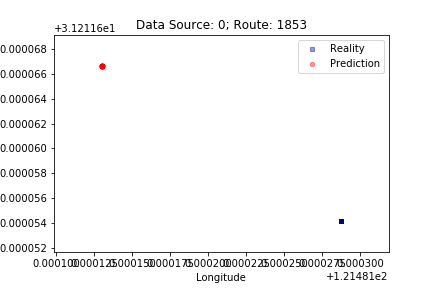 +3.12116e1
Data Source: 0; Route: 1853
Reality
Prediction
0.000068
0.000066
0.000064
0.000062
0.000060
0.000058
0.000056
0.000054
0.000052
0.000100 0.000125 0.000150 0.000175 0.000200 0.000225 0.000250 0.000275 0.000300
Longitude
+1.21481e2